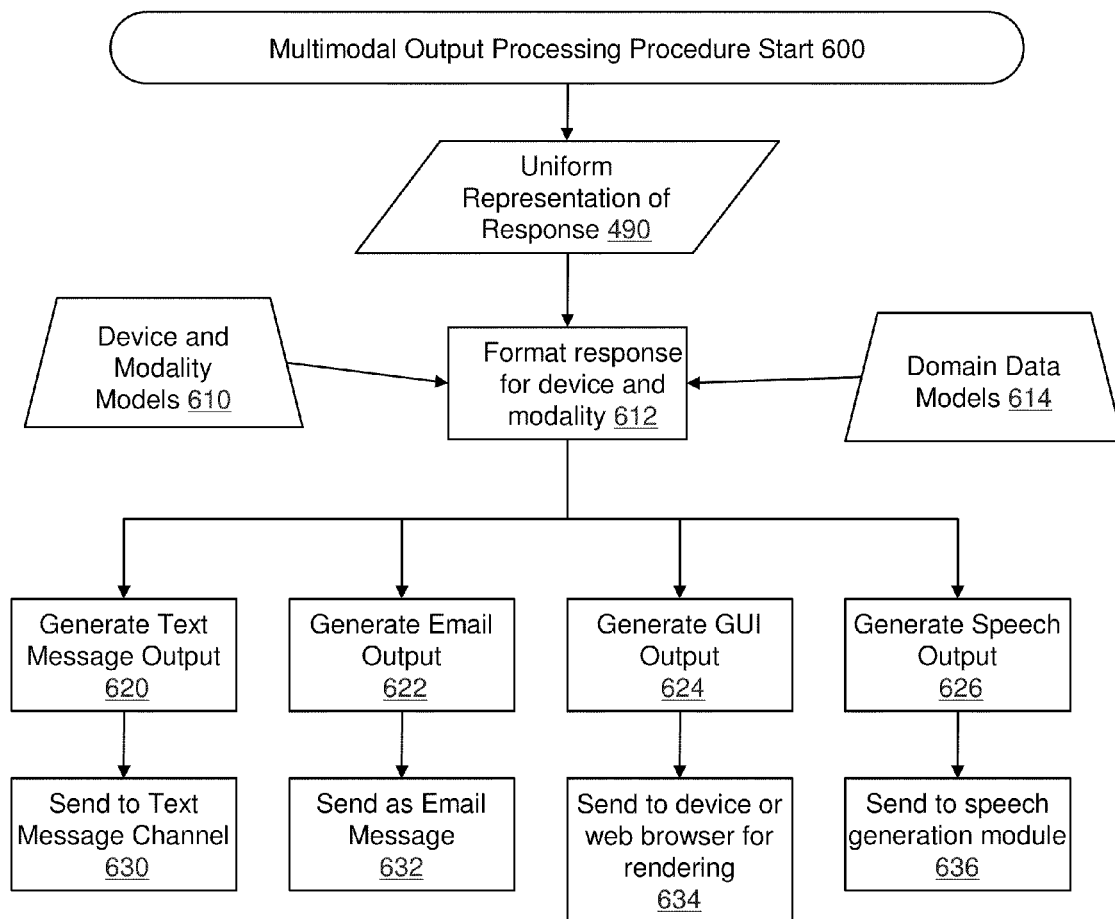 Multimodal Output Processing Procedure Start 600
Uniform
Representation of
Response 490
Device and
Modality
Models 610
Format response
for device and
modality 612
Domain Data
Models 614
Generate Text
Message Output
620
Generate Email
Output
622
Generate GUI
Output
624
Generate Speech
Output
626
Send to Text
Message Channel
630
Send as Email
Message
632
Send to device or
web browser for
rendering
634
Send to speech
generation module
636